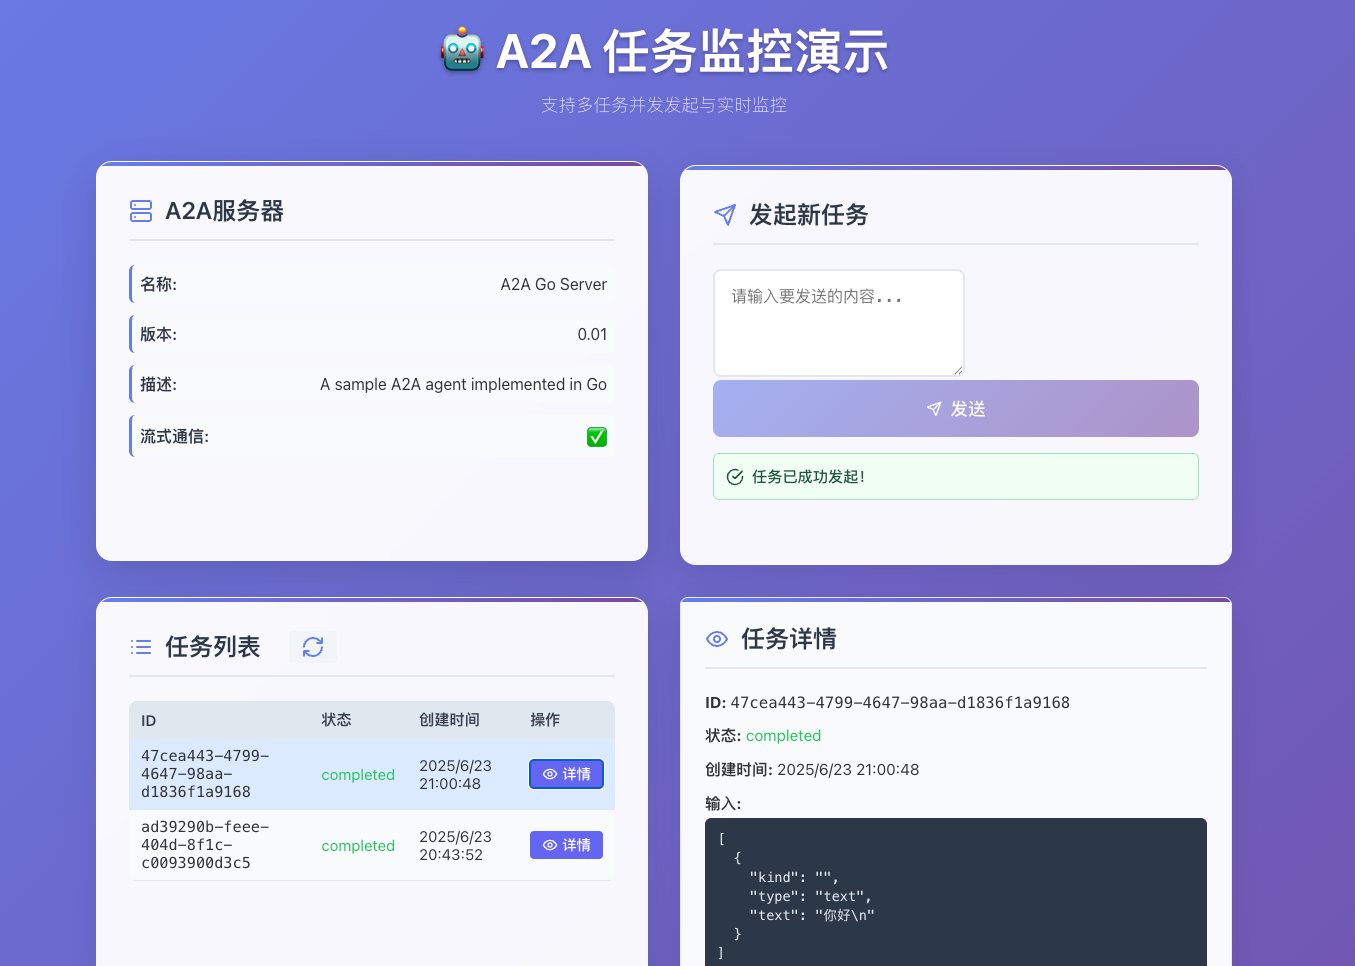 🤖 A2A 任务监控演示
支持多任务并发发起与实时监控
A2A服务器
名称: A2A Go Server
版本: 0.01
描述: A sample A2A agent implemented in Go
流式通信: ✅
发起新任务
请输入要发送的内容...
发送
任务已成功发起!
任务列表
ID 状态 创建时间 操作
47cea443-4799-
4647-98aa-
d1836f1a9168
completed
2025/6/23
21:00:48
详情
ad39290b-feee-
404d-8f1c-
c0093900d3c5
completed
2025/6/23
20:43:52
详情
任务详情
ID: 47cea443-4799-4647-98aa-d1836f1a9168
状态: completed
创建时间: 2025/6/23 21:00:48
输入:
[
  {
    "kind": "",
    "type": "text",
    "text": "你好\n"
  }
]